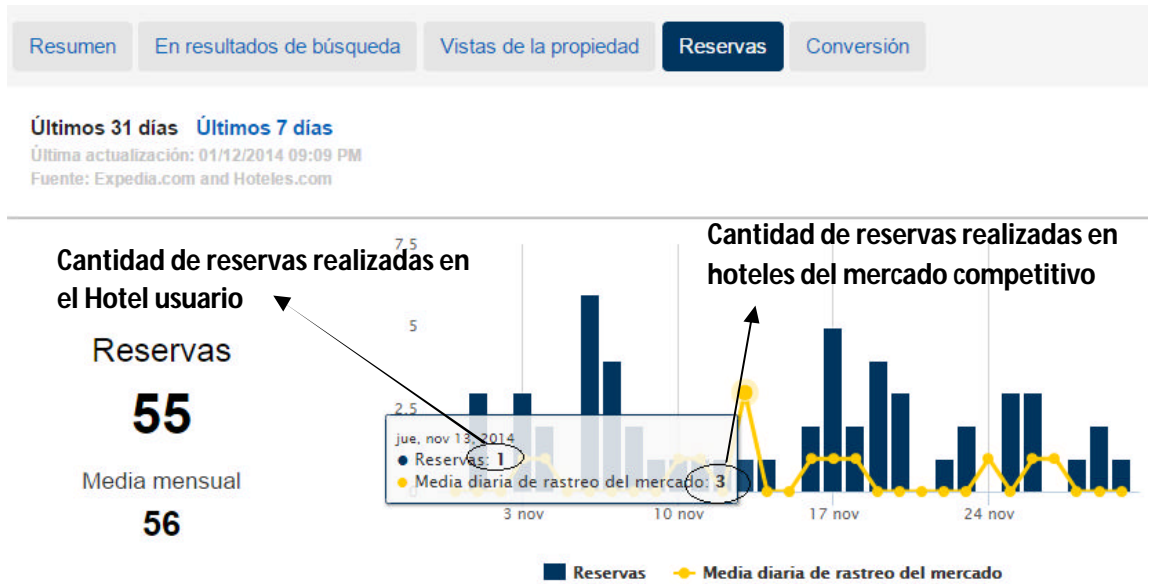 Resumen En resultados de búsqueda Vistas de la propiedad Reservas Conversión
Últimos 31 días Últimos 7 días
Última actualización: 01/12/2014 09:09 PM
Fuente: Expedia.com and Hoteles.com
Cantidad de reservas realizadas en
el Hotel usuario
Cantidad de reservas realizadas en
hoteles del mercado competitivo
Reservas
55
Media mensual
56
7.5
5
2.5
0
jue, nov 13, 2014
Reservas: 1
Media diaria de rastreo del mercado: 3
3 nov 10 nov 17 nov 24 nov
Reservas Media diaria de rastreo del mercado